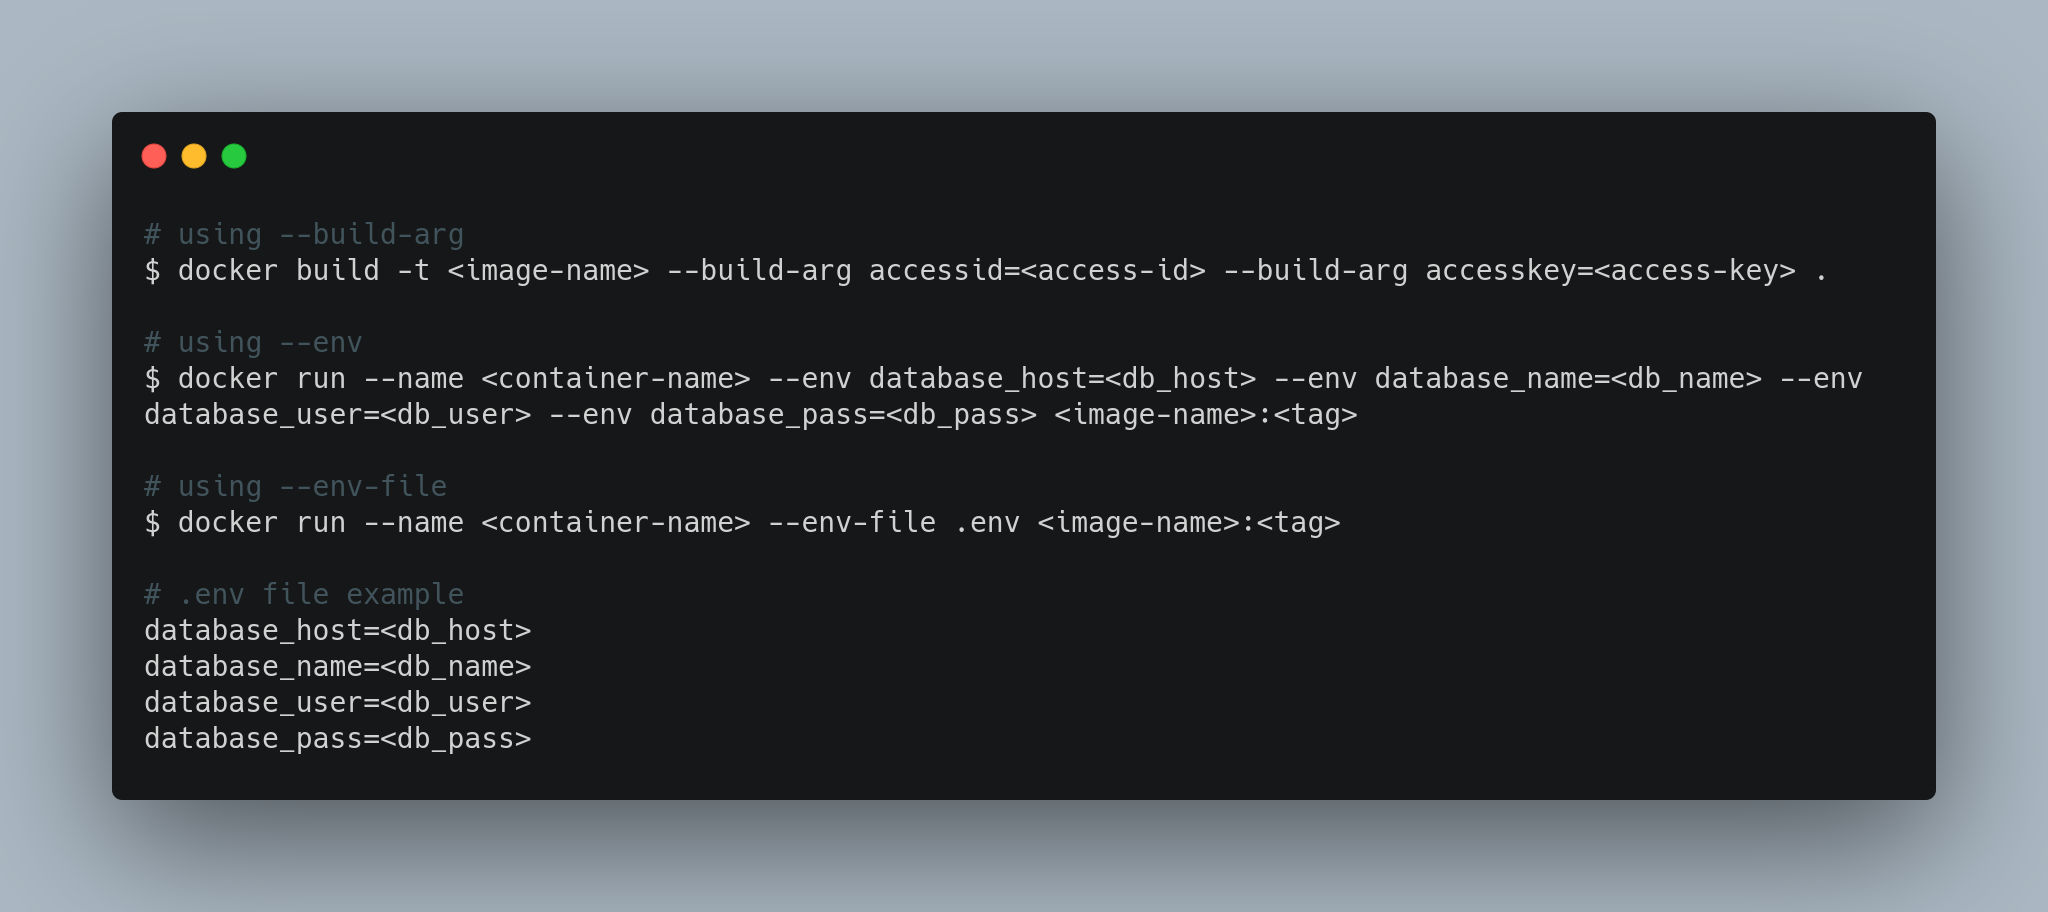 # using --build-arg
$ docker build -t <image-name> --build-arg accessid=<access-id> --build-arg accesskey=<access-key> .
# using --env
$ docker run --name <container-name> --env database_host=<db_host> --env database_name=<db_name> --env
database_user=<db_user> --env database_pass=<db_pass> <image-name>:<tag>
# using --env-file
$ docker run --name <container-name> --env-file .env <image-name>:<tag>
# .env file example
database_host=<db_host>
database_name=<db_name>
database_user=<db_user>
database_pass=<db_pass>